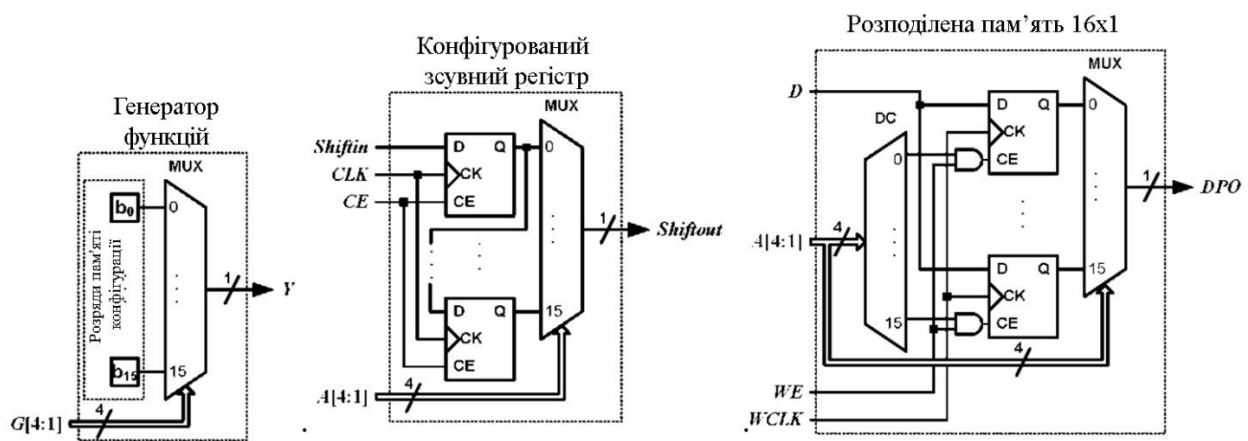 Генератор
функцій
MUX
Розряди пам'яті
конфігурації
b0
0
b15
15
1
Y
4
G[4:1]
Конфігурований
зсувний регістр
MUX
Shiftin
CLK
CE
D Q
CK
CE
0
1
Shiftout
D Q
CK
CE
15
4
A[4:1]
Розподілена пам’ять 16x1
MUX
D
DC
D Q
CK
CE
0
0
1
DPO
4
A[4:1]
D Q
CK
CE
15
15
4
WE
WCLK